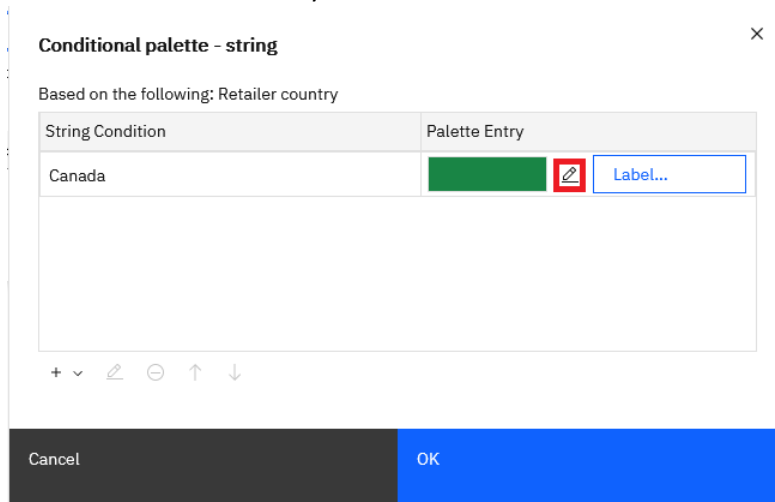 Conditional palette - string
Based on the following: Retailer country
String Condition
Palette Entry
Canada
Label...
Cancel
OK